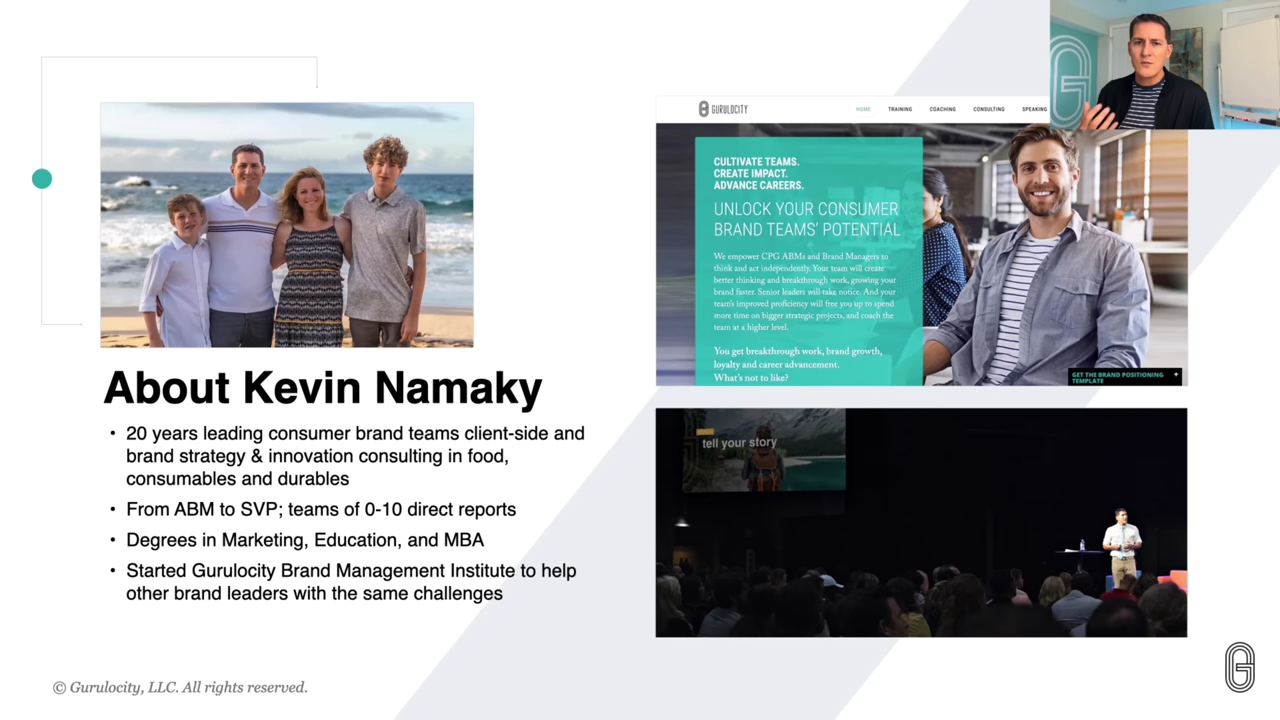 GURULOCITY
HOME TRAINING COACHING CONSULTING SPEAKING
CULTIVATE TEAMS.
CREATE IMPACT.
ADVANCE CAREERS.
UNLOCK YOUR CONSUMER
BRAND TEAMS' POTENTIAL
We empower CPG ABMs and Brand Managers to
think and act independently. Your team will create
better thinking and breakthrough work, growing your
brand faster. Senior leaders will take notice. And your
team's improved proficiency will free you up to spend
more time on bigger strategic projects, and coach the
team at a higher level.
You get breakthrough work, brand growth,
loyalty and career advancement.
What's not to like?
GET THE BRAND POSITIONING
TEMPLATE
About Kevin Namaky
• 20 years leading consumer brand teams client-side and
brand strategy & innovation consulting in food,
consumables and durables
• From ABM to SVP; teams of 0-10 direct reports
• Degrees in Marketing, Education, and MBA
• Started Gurulocity Brand Management Institute to help
other brand leaders with the same challenges
tell your story
© Gurulocity, LLC. All rights reserved.
G